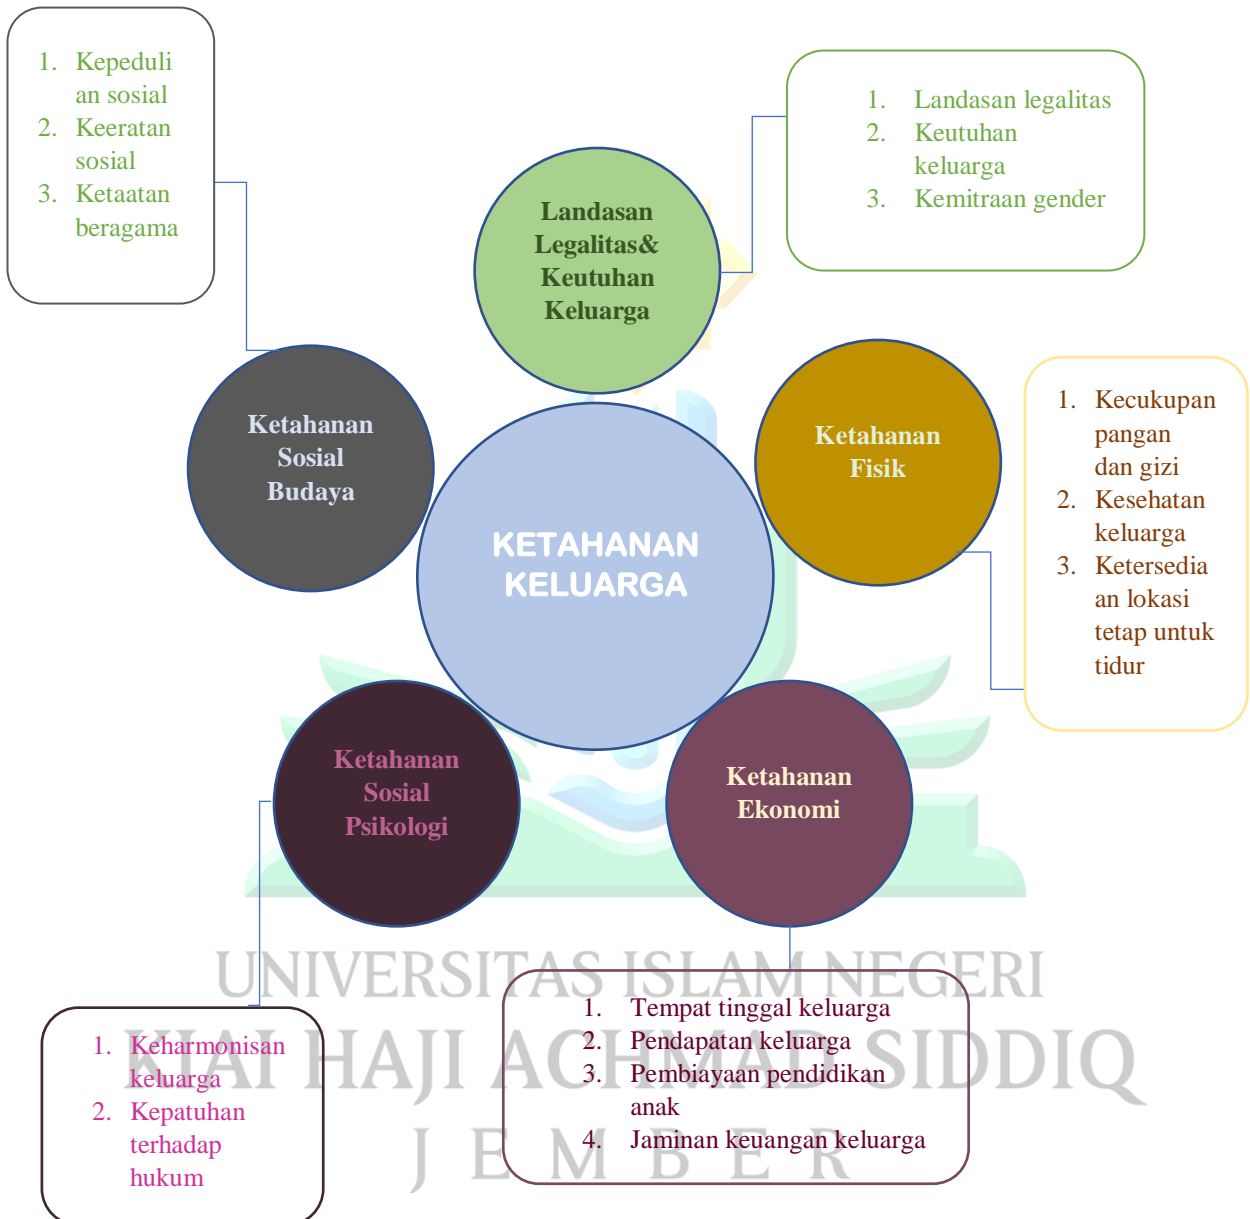 1. Kepeduli
an sosial
2. Keeratan
sosial
3. Ketaatan
beragama
1. Landasan legalitas
2. Keutuhan
keluarga
3. Kemitraan gender
Landasan
Legalitas&
Keutuhan
Keluarga
Ketahanan
Sosial
Budaya
Ketahanan
Fisik
1. Kecukupan
pangan
dan gizi
2. Kesehatan
keluarga
3. Ketersedia
an lokasi
tetap untuk
tidur
KETAHANAN
KELUARGA
Ketahanan
Sosial
Psikologi
Ketahanan
Ekonomi
UNIVERSITAS ISLAM NEGERI
KIAI HAJI ACHMAD SIDDIQ
JEMBER
1. Keharmonisan
keluarga
2. Kepatuhan
terhadap
hukum
1. Tempat tinggal keluarga
2. Pendapatan keluarga
3. Pembiayaan pendidikan
anak
4. Jaminan keuangan keluarga